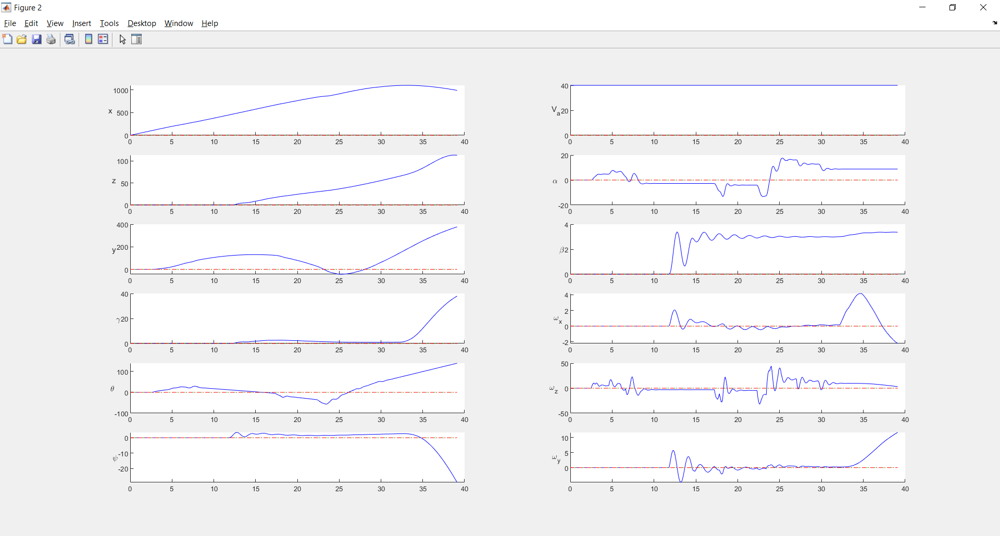 Figure 2
File Edit View Insert Tools Desktop Window Help
1000
x 500
0
0 5 10 15 20 25 30 35 40
100
z 50
0
0 5 10 15 20 25 30 35 40
400
y 200
0
0 5 10 15 20 25 30 35 40
40
γ 20
0
0 5 10 15 20 25 30 35 40
100
θ 0
-100
0 5 10 15 20 25 30 35 40
0
ψ -10
-20
0 5 10 15 20 25 30 35 40
40
Va 20
0
0 5 10 15 20 25 30 35 40
20
α 0
-20
0 5 10 15 20 25 30 35 40
4
β 2
0
0 5 10 15 20 25 30 35 40
4
2
ωx 0
-2
0 5 10 15 20 25 30 35 40
50
ωz 0
-50
0 5 10 15 20 25 30 35 40
10
ωy 5
0
0 5 10 15 20 25 30 35 40